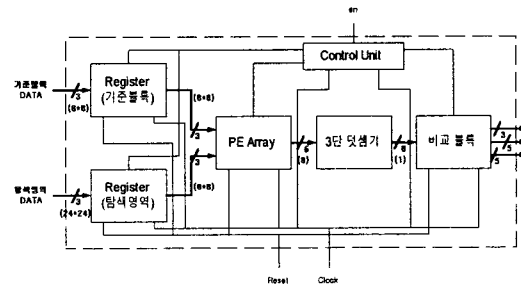 en
Control Unit
기준블럭
DATA
3
(8*8)
Register
(기준블록)
(8*8)
3
PE Array
6
(8)
3단 덧셈기
8
(1)
비교 블록
3
5
5
탐색영역
DATA
3
(24*24)
Register
(탐색영역)
3
(8*8)
Reset
Clock